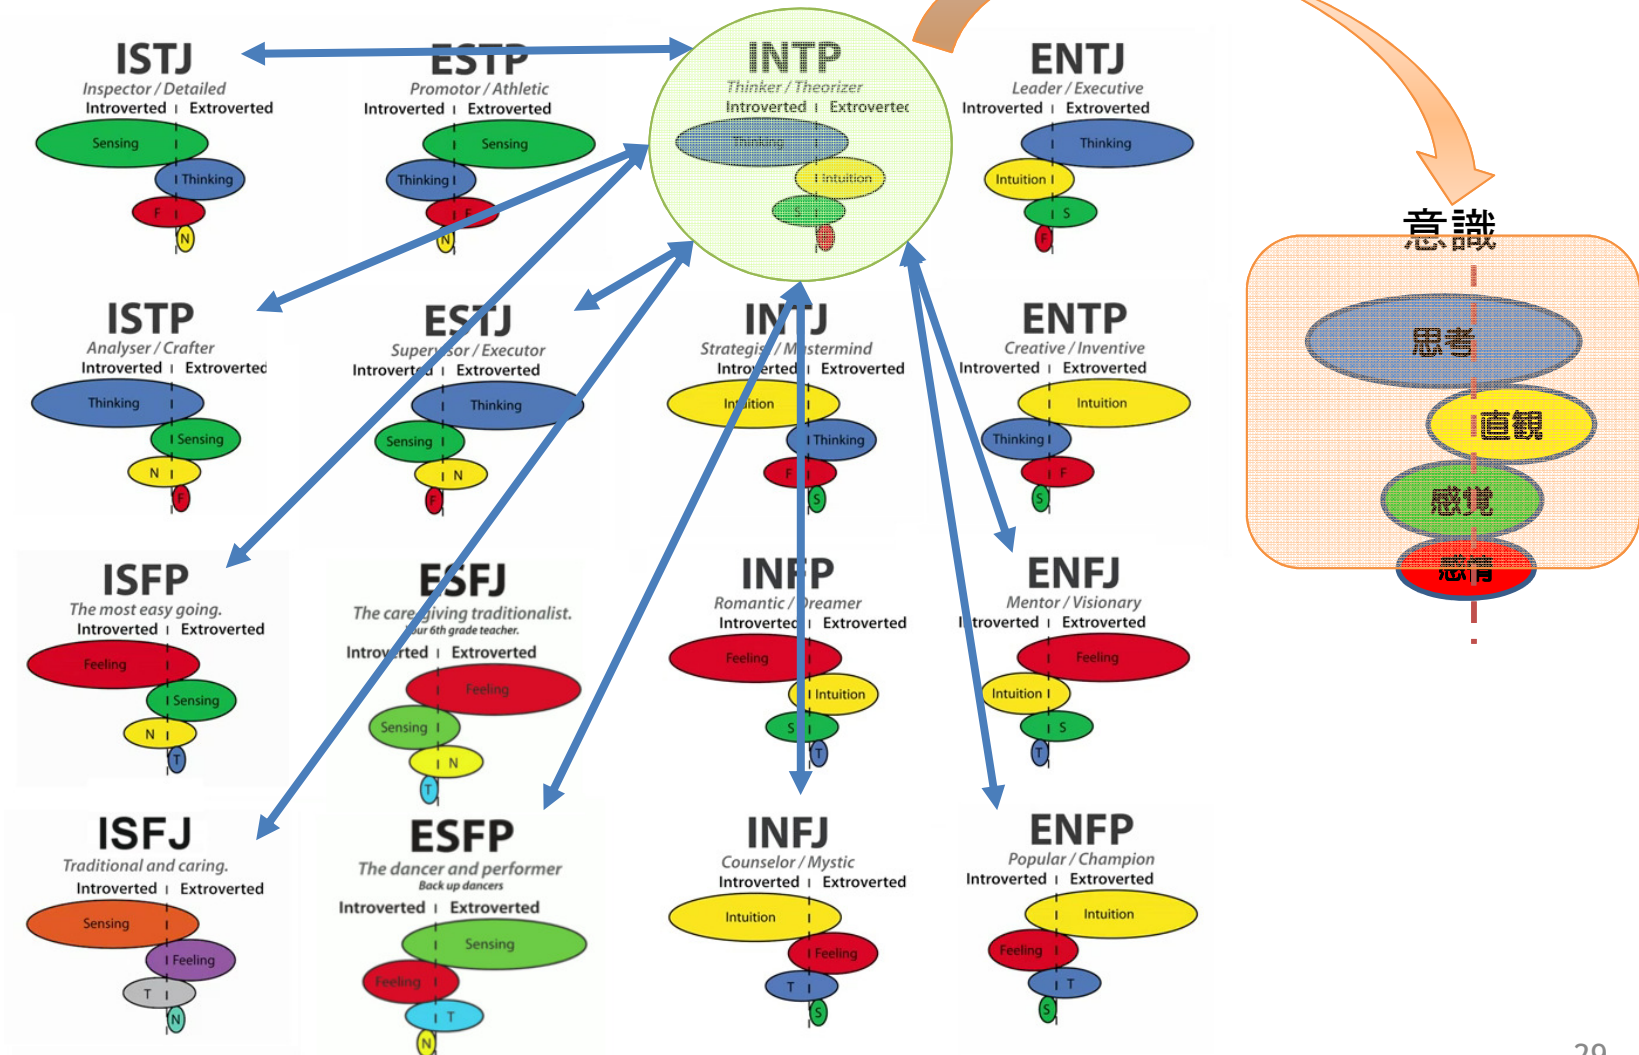 ISTJ
Inspector / Detailed
Introverted Extroverted
Sensing
Thinking
F
N
ESTP
Promotor / Athletic
Introverted Extroverted
Sensing
Thinking
F
N
INTP
Thinker / Theorizer
Introverted Extroverted
Thinking
Intuition
S
ENTJ
Leader / Executive
Introverted Extroverted
Thinking
Intuition
S
F
意識
思考
直観
感覚
感情
ISTP
Analyser / Crafter
Introverted Extroverted
Thinking
Sensing
N
F
ESTJ
Supervisor / Executor
Introverted Extroverted
Thinking
Sensing
N
F
INTJ
Strategist / Mastermind
Introverted Extroverted
Intuition
Thinking
F
S
ENTP
Creative / Inventive
Introverted Extroverted
Intuition
Thinking
F
S
ISFP
The most easy going.
Introverted Extroverted
Feeling
Sensing
N
T
ESFJ
The care-giving traditionalist.
Your 6th grade teacher.
Introverted Extroverted
Feeling
Sensing
N
T
INFP
Romantic / Dreamer
Introverted Extroverted
Feeling
Intuition
S
T
ENFJ
Mentor / Visionary
Introverted Extroverted
Feeling
Intuition
S
T
ISFJ
Traditional and caring.
Introverted Extroverted
Sensing
Feeling
T
N
ESFP
The dancer and performer
Back up dancers
Introverted Extroverted
Sensing
Feeling
T
N
INFJ
Counselor / Mystic
Introverted Extroverted
Intuition
Feeling
T
S
ENFP
Popular / Champion
Introverted Extroverted
Intuition
Feeling
T
S